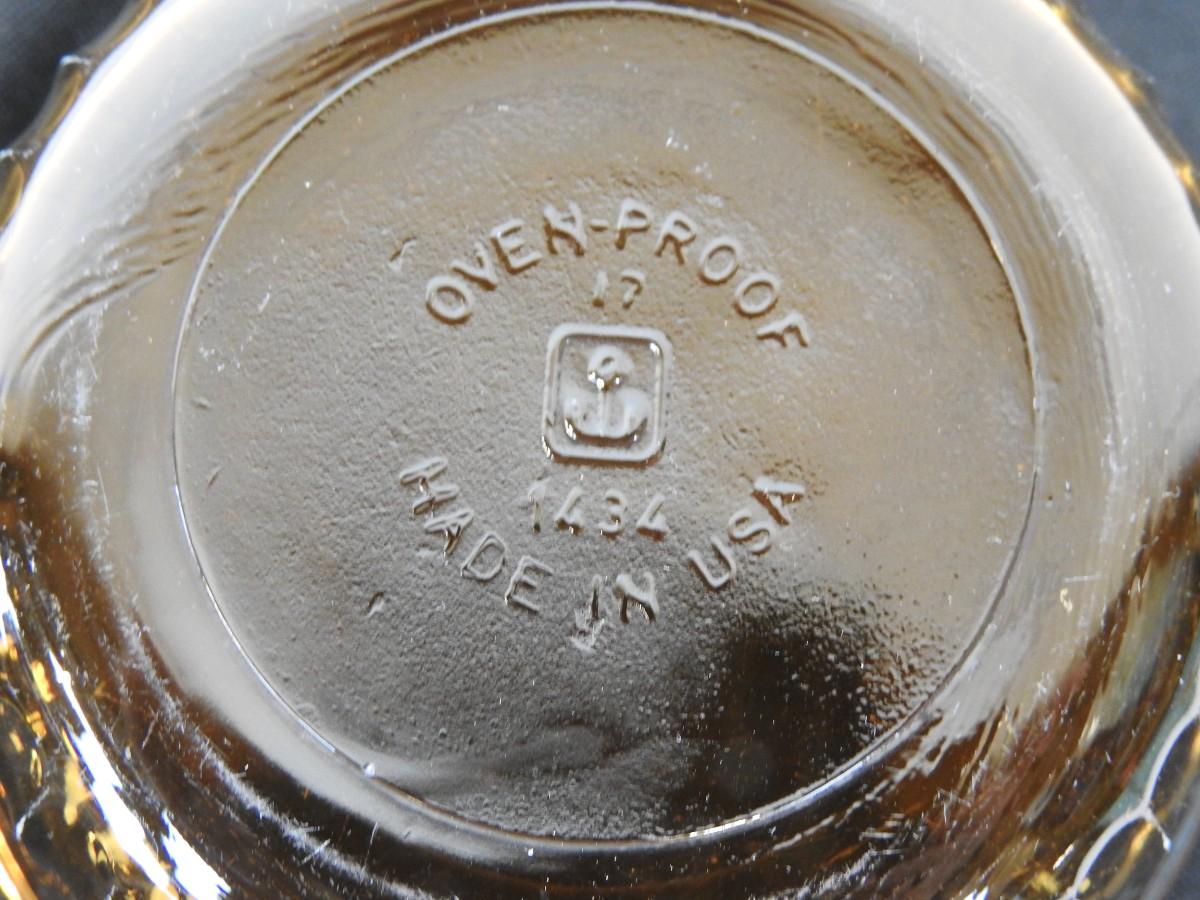 OVEN-PROOF
17
1434
MADE IN USA